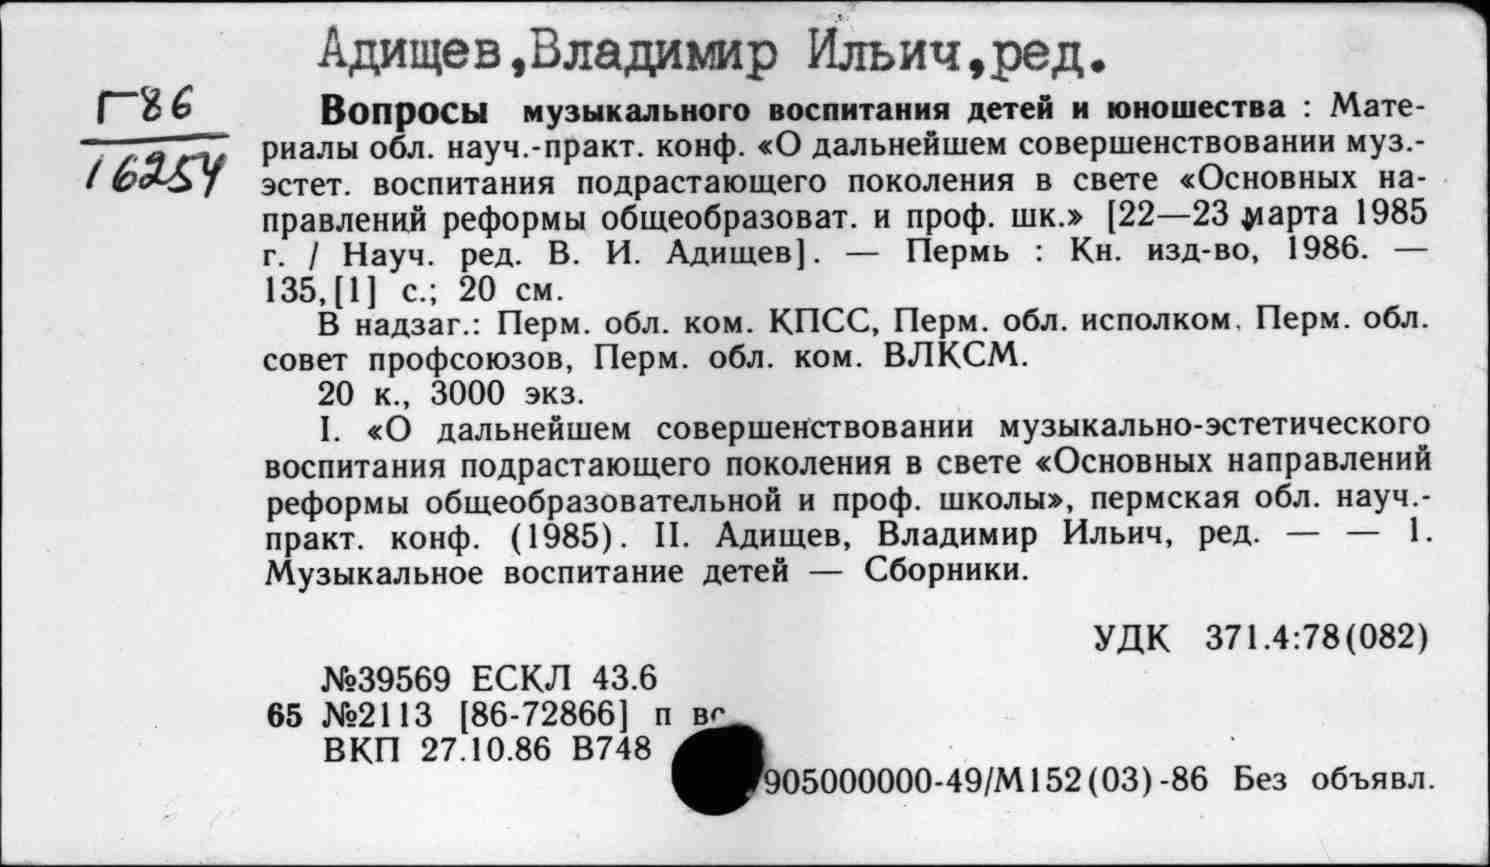 Адищев,Владимир Ильич,ред.
Г86
16254
Вопросы музыкального воспитания детей и юношества : Мате-
риалы обл. науч.-практ. конф. «О дальнейшем совершенствовании муз.-
эстет. воспитания подрастающего поколения в свете «Основных на-
правлений реформы общеобразоват. и проф. шк.» [22—23 марта 1985
г. / Науч. ред. В. И. Адищев]. — Пермь : Кн. изд-во, 1986. —
135,[1] с.; 20 см.
В надзаг.: Перм. обл. ком. КПСС, Перм. обл. исполком, Перм. обл.
совет профсоюзов, Перм. обл. ком. ВЛКСМ.
20 к., 3000 экз.
I. «О дальнейшем совершенствовании музыкально-эстетического
воспитания подрастающего поколения в свете «Основных направлений
реформы общеобразовательной и проф. школы», пермская обл. науч.-
практ. конф. (1985). II. Адищев, Владимир Ильич, ред. — — 1.
Музыкальное воспитание детей — Сборники.
УДК 371.4:78(082)
№39569 ЕСКЛ 43.6
65 №2113 [86-72866] п
ВКП 27.10.86 В748
905000000-49/М152(03)-86 Без объявл.